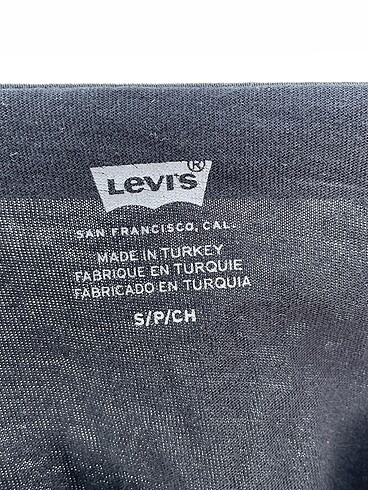 Levi's®
SAN FRANCISCO, CAL.
MADE IN TURKEY
FABRIQUE EN TURQUIE
FABRICADO EN TURQUIA
S/P/CH